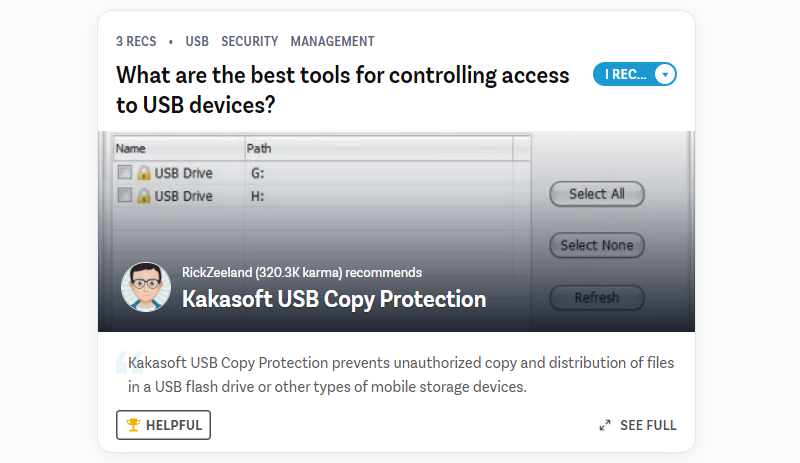 3 RECS • USB SECURITY MANAGEMENT
What are the best tools for controlling access
to USB devices?
I REC...
Name Path
USB Drive G:
USB Drive H:
Select All
Select None
Refresh
RickZeeland (320.3K karma) recommends
Kakasoft USB Copy Protection
Kakasoft USB Copy Protection prevents unauthorized copy and distribution of files
in a USB flash drive or other types of mobile storage devices.
HELPFUL
SEE FULL